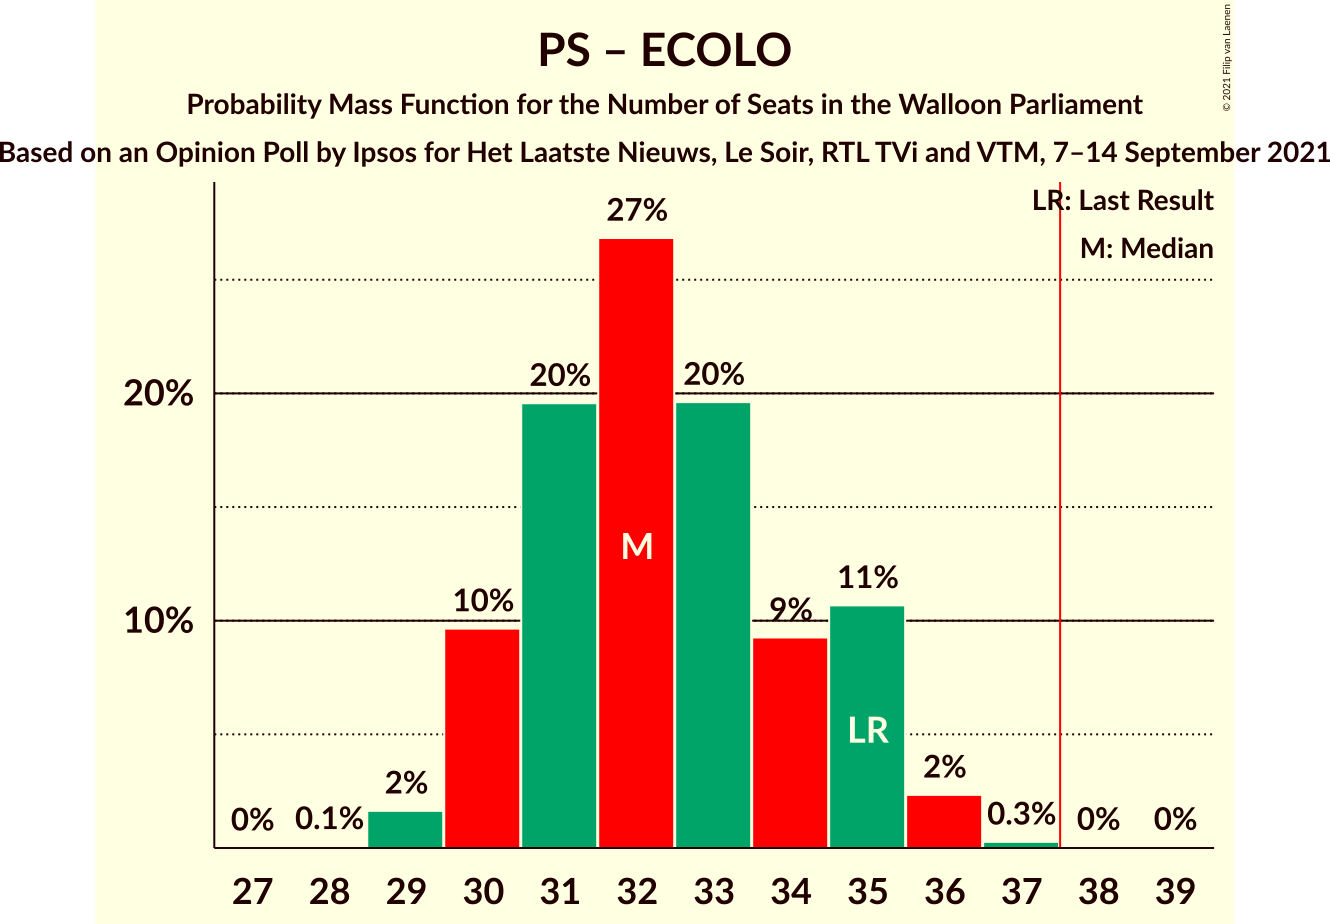 PS – ECOLO
Probability Mass Function for the Number of Seats in the Walloon Parliament
Based on an Opinion Poll by Ipsos for Het Laatste Nieuws, Le Soir, RTL TVi and VTM, 7–14 September 2021
© 2021 Filip van Laenen
LR: Last Result
M: Median
27%
20% 20%
20%
M
11%
10% 9%
10%
LR
2% 2%
0% 0.1% 0.3% 0% 0%
27 28 29 30 31 32 33 34 35 36 37 38 39